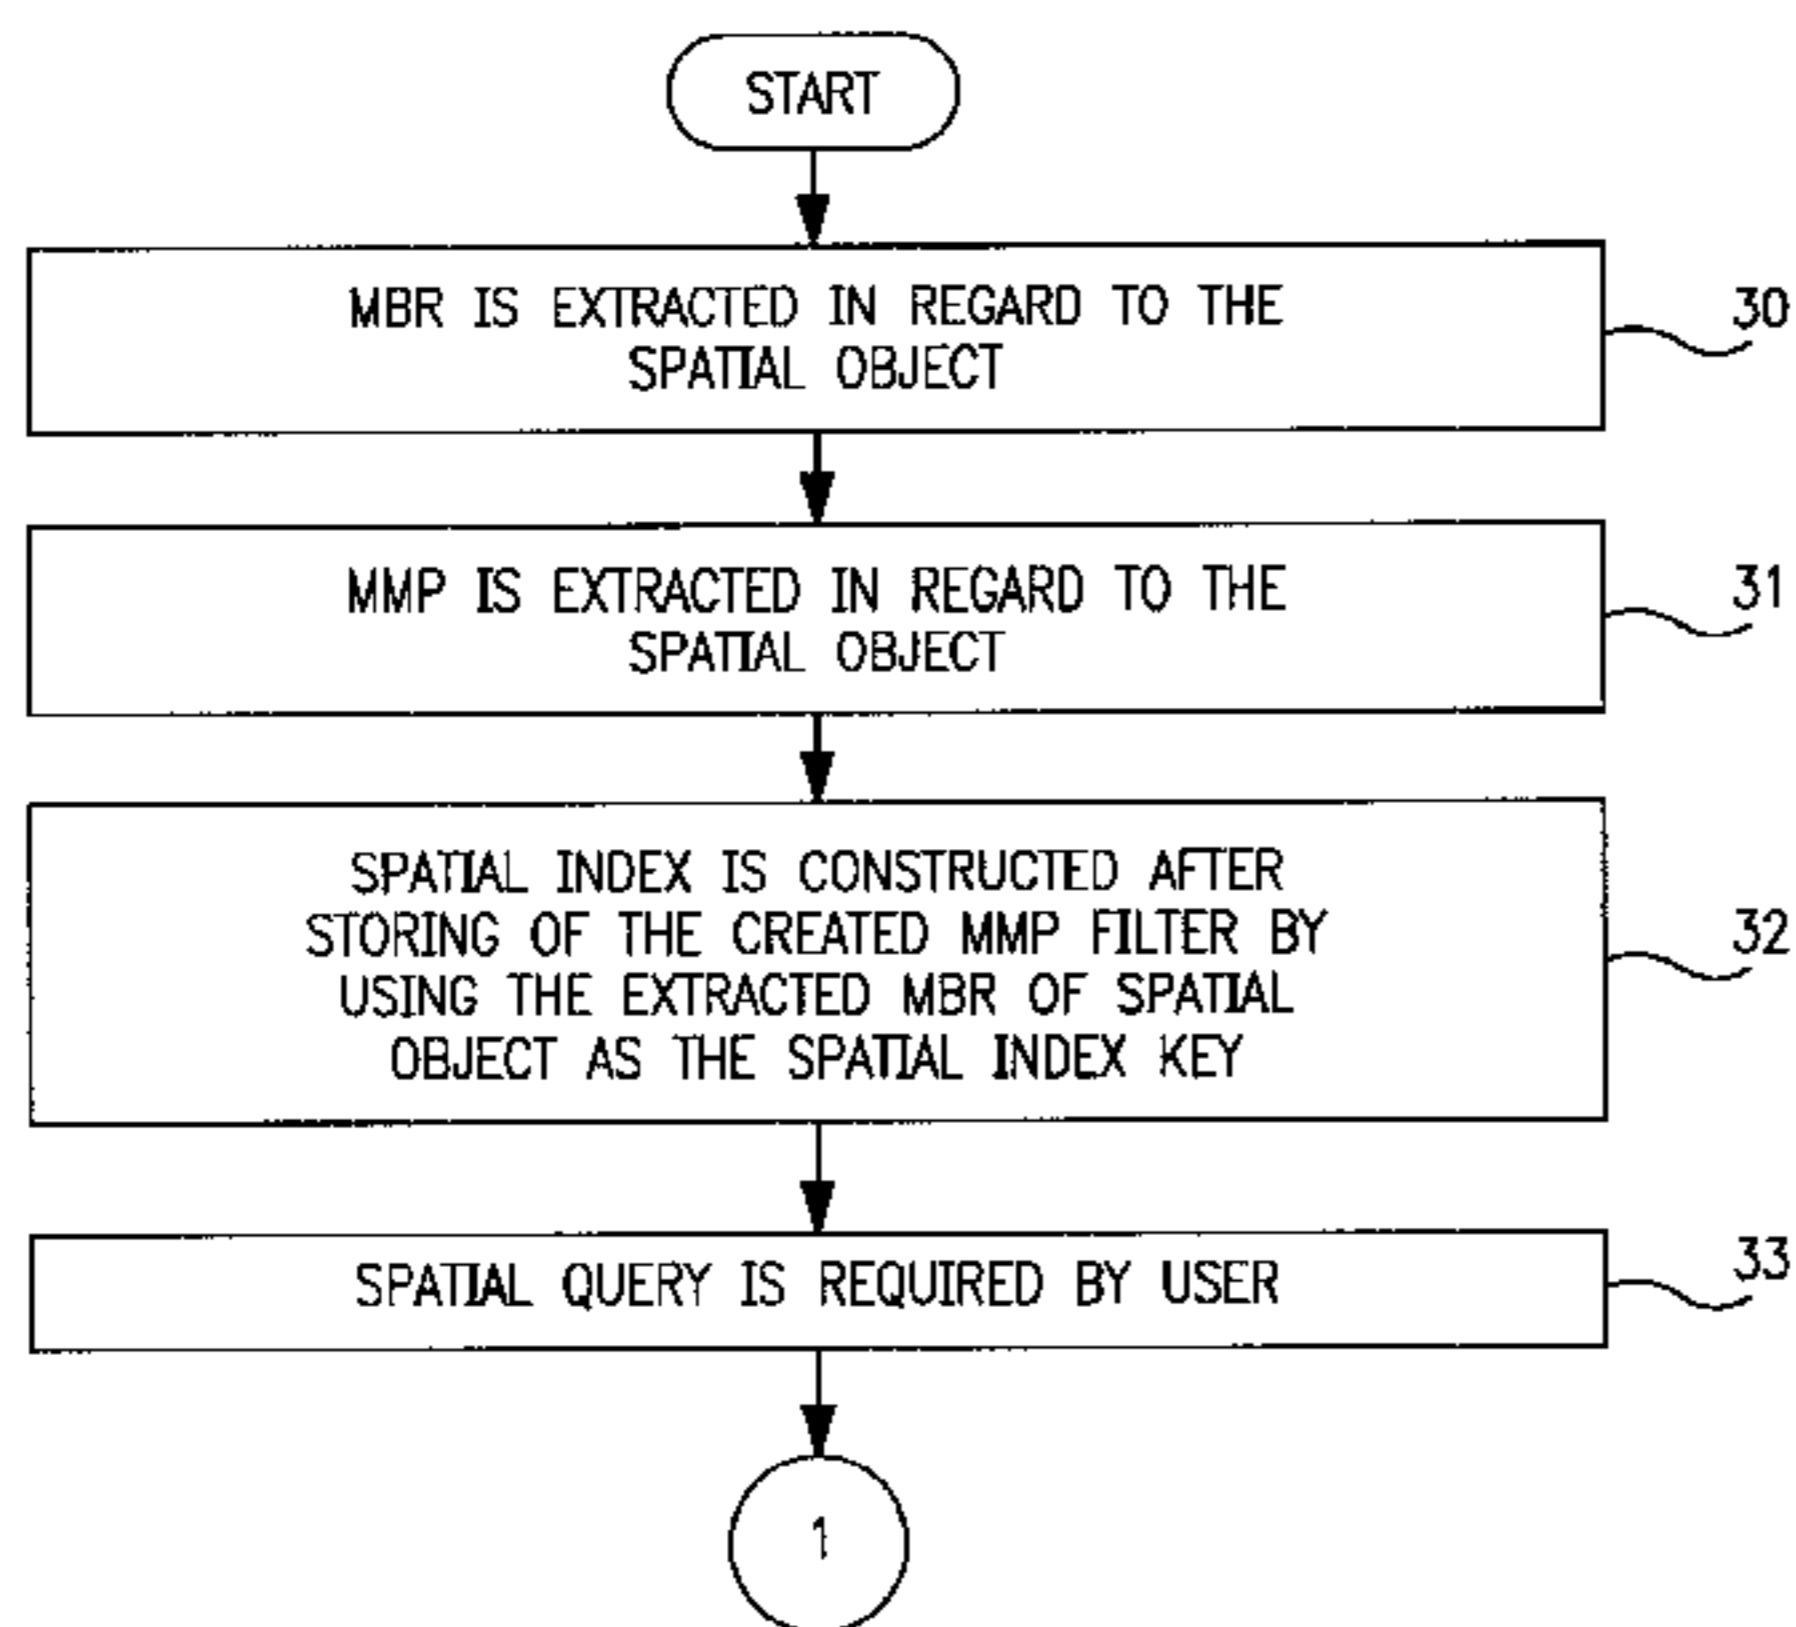 START
MBR IS EXTRACTED IN REGARD TO THE
SPATIAL OBJECT
30
MMP IS EXTRACTED IN REGARD TO THE
SPATIAL OBJECT
31
SPATIAL INDEX IS CONSTRUCTED AFTER
STORING OF THE CREATED MMP FILTER BY
USING THE EXTRACTED MBR OF SPATIAL
OBJECT AS THE SPATIAL INDEX KEY
32
SPATIAL QUERY IS REQUIRED BY USER
33
1